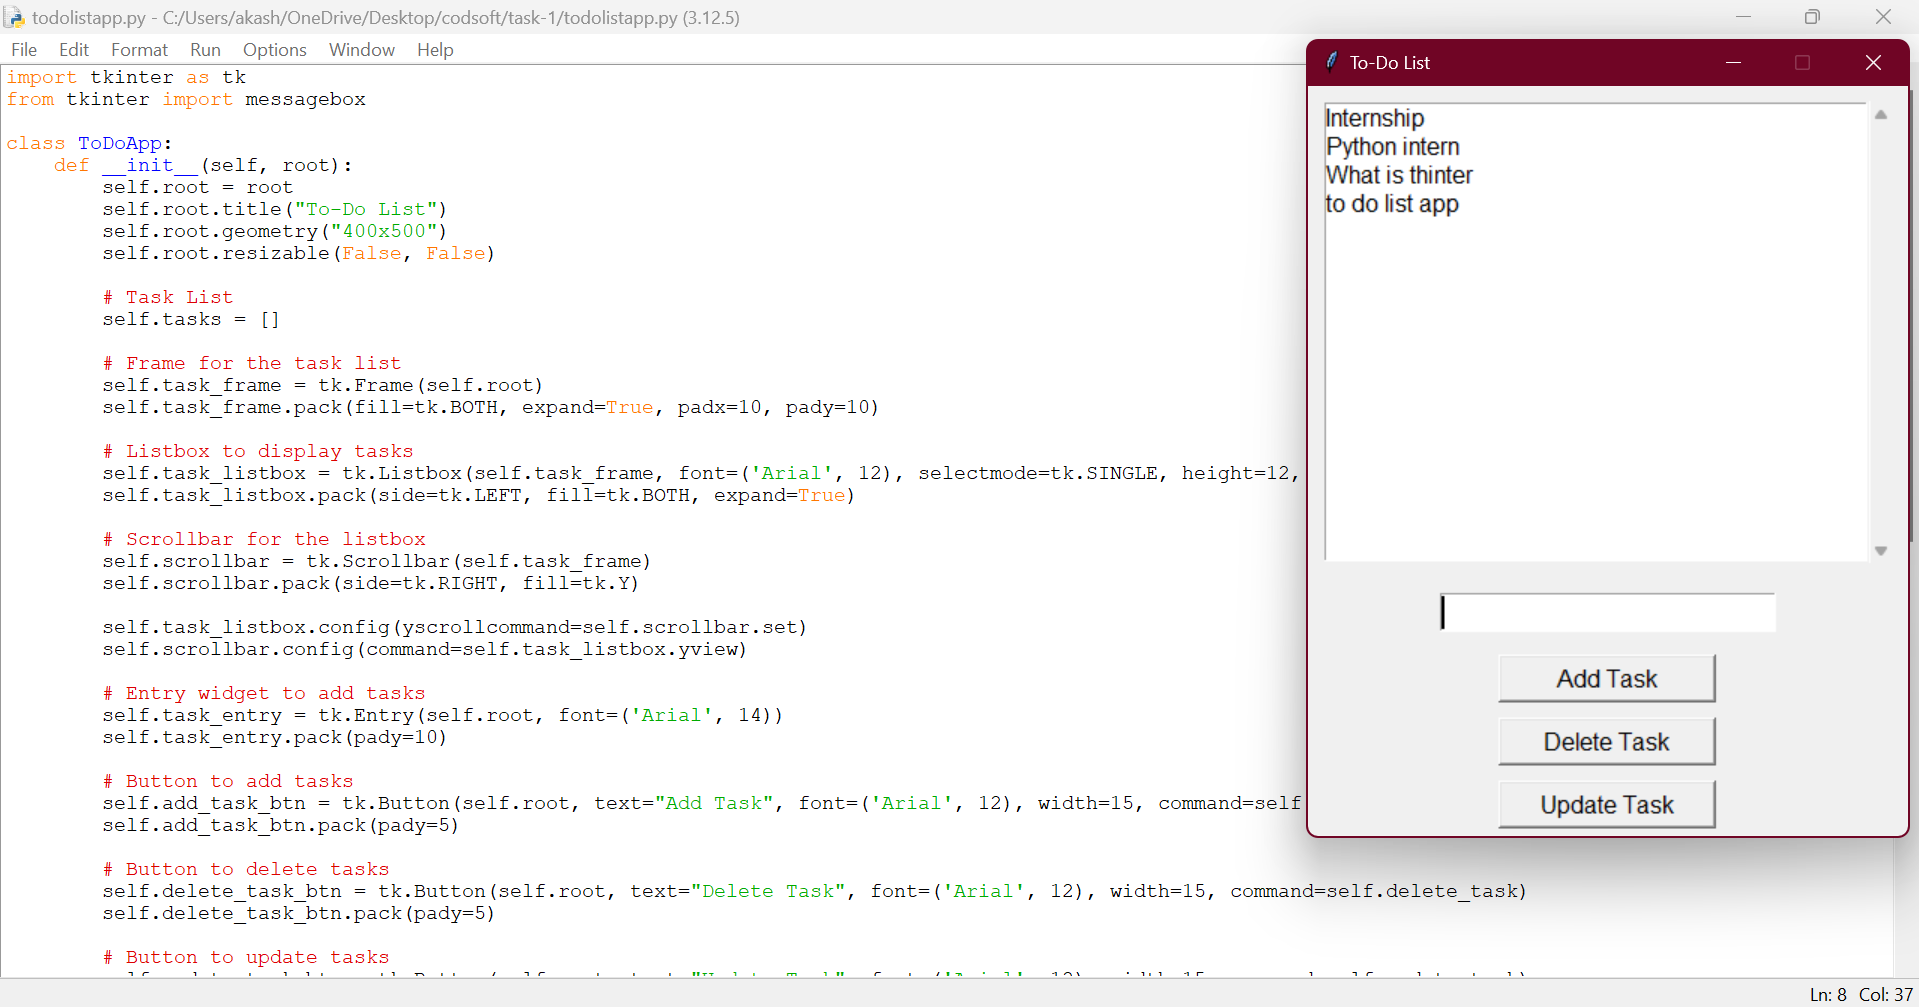 todolistapp.py - C:/Users/akash/OneDrive/Desktop/codsoft/task-1/todolistapp.py (3.12.5)
File Edit Format Run Options Window Help
import tkinter as tk
from tkinter import messagebox
class ToDoApp:
    def __init__(self, root):
        self.root = root
        self.root.title("To-Do List")
        self.root.geometry("400x500")
        self.root.resizable(False, False)
        # Task List
        self.tasks = []
        # Frame for the task list
        self.task_frame = tk.Frame(self.root)
        self.task_frame.pack(fill=tk.BOTH, expand=True, padx=10, pady=10)
        # Listbox to display tasks
        self.task_listbox = tk.Listbox(self.task_frame, font=('Arial', 12), selectmode=tk.SINGLE, height=12,
        self.task_listbox.pack(side=tk.LEFT, fill=tk.BOTH, expand=True)
        # Scrollbar for the listbox
        self.scrollbar = tk.Scrollbar(self.task_frame)
        self.scrollbar.pack(side=tk.RIGHT, fill=tk.Y)
        self.task_listbox.config(yscrollcommand=self.scrollbar.set)
        self.scrollbar.config(command=self.task_listbox.yview)
        # Entry widget to add tasks
        self.task_entry = tk.Entry(self.root, font=('Arial', 14))
        self.task_entry.pack(pady=10)
        # Button to add tasks
        self.add_task_btn = tk.Button(self.root, text="Add Task", font=('Arial', 12), width=15, command=self
        self.add_task_btn.pack(pady=5)
        # Button to delete tasks
        self.delete_task_btn = tk.Button(self.root, text="Delete Task", font=('Arial', 12), width=15, command=self.delete_task)
        self.delete_task_btn.pack(pady=5)
        # Button to update tasks
To-Do List
Internship
Python intern
What is thinter
to do list app
Add Task
Delete Task
Update Task
Ln: 8 Col: 37